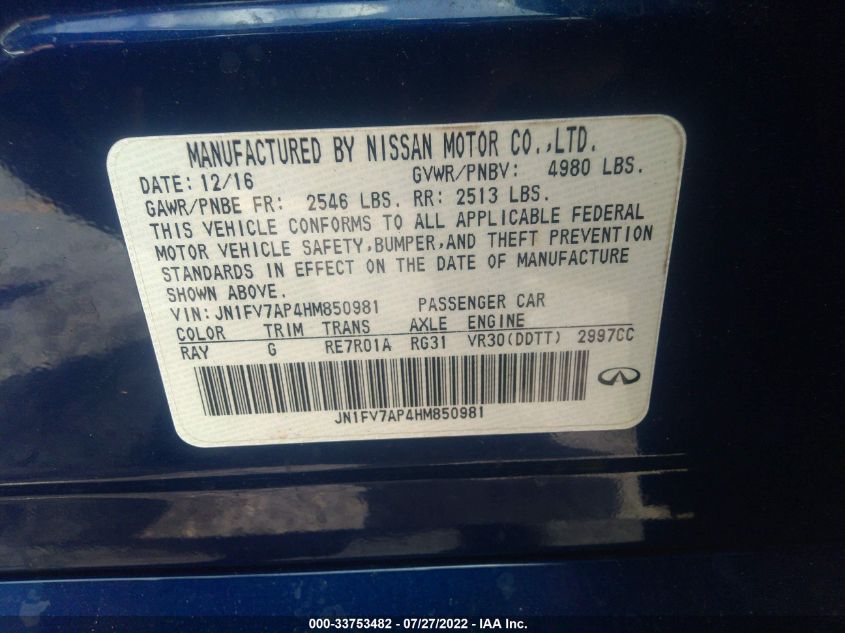 MANUFACTURED BY NISSAN MOTOR CO.,LTD.
DATE: 12/16 GVWR/PNBV: 4980 LBS.
GAWR/PNBE FR: 2546 LBS. RR: 2513 LBS.
THIS VEHICLE CONFORMS TO ALL APPLICABLE FEDERAL
MOTOR VEHICLE SAFETY,BUMPER,AND THEFT PREVENTION
STANDARDS IN EFFECT ON THE DATE OF MANUFACTURE
SHOWN ABOVE.
VIN: JN1FV7AP4HM850981 PASSENGER CAR
COLOR TRIM TRANS AXLE ENGINE
RAY G RE7R01A RG31 VR30(DDTT) 2997CC
JN1FV7AP4HM850981
000-33753482 - 07/27/2022 - IAA Inc.